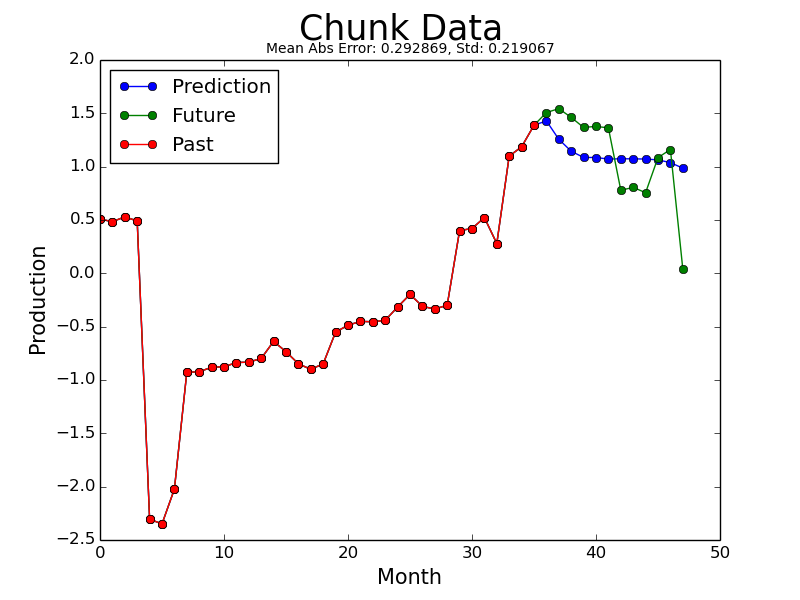 Chunk Data
Mean Abs Error: 0.292869, Std: 0.219067
Prediction
Future
Past
2.0
1.5
1.0
0.5
0.0
−0.5
−1.0
−1.5
−2.0
−2.5
Production
0 10 20 30 40 50
Month